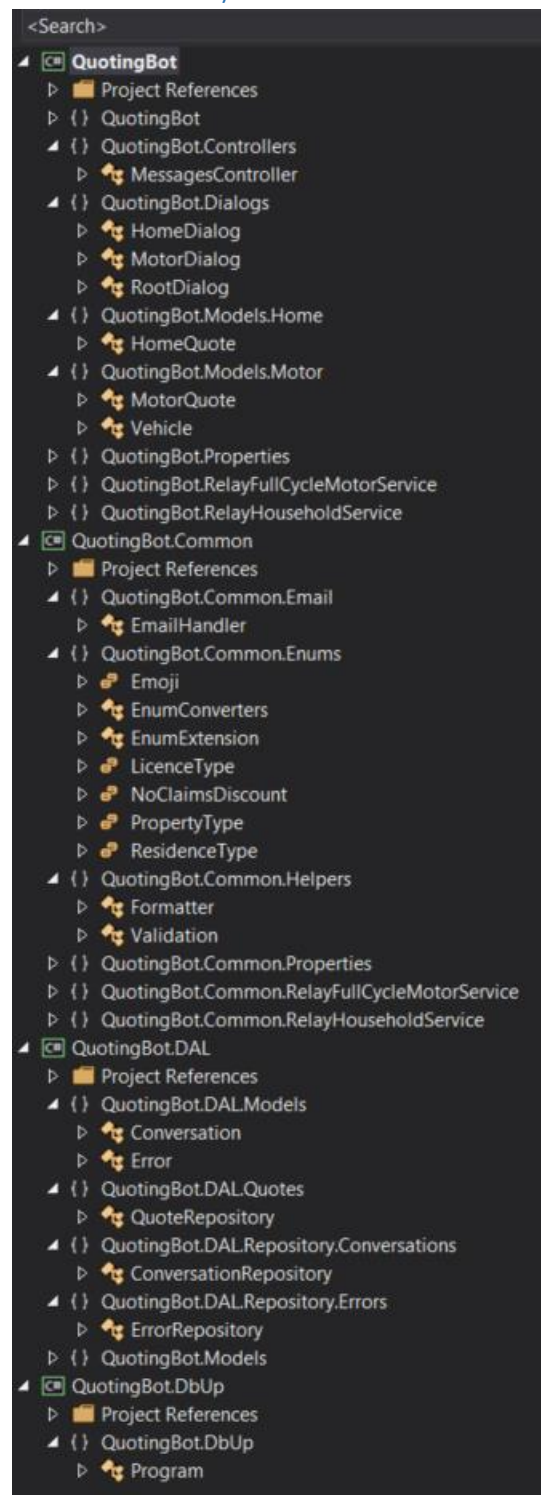 <Search>
QuotingBot
Project References
{ } QuotingBot
{ } QuotingBot.Controllers
MessagesController
{ } QuotingBot.Dialogs
HomeDialog
MotorDialog
RootDialog
{ } QuotingBot.Models.Home
HomeQuote
{ } QuotingBot.Models.Motor
MotorQuote
Vehicle
{ } QuotingBot.Properties
{ } QuotingBot.RelayFullCycleMotorService
{ } QuotingBot.RelayHouseholdService
QuotingBot.Common
Project References
{ } QuotingBot.Common.Email
EmailHandler
{ } QuotingBot.Common.Enums
Emoji
EnumConverters
EnumExtension
LicenceType
NoClaimsDiscount
PropertyType
ResidenceType
{ } QuotingBot.Common.Helpers
Formatter
Validation
{ } QuotingBot.Common.Properties
{ } QuotingBot.Common.RelayFullCycleMotorService
{ } QuotingBot.Common.RelayHouseholdService
QuotingBot.DAL
Project References
{ } QuotingBot.DAL.Models
Conversation
Error
{ } QuotingBot.DAL.Quotes
QuoteRepository
{ } QuotingBot.DAL.Repository.Conversations
ConversationRepository
{ } QuotingBot.DAL.Repository.Errors
ErrorRepository
{ } QuotingBot.Models
QuotingBot.DbUp
Project References
{ } QuotingBot.DbUp
Program